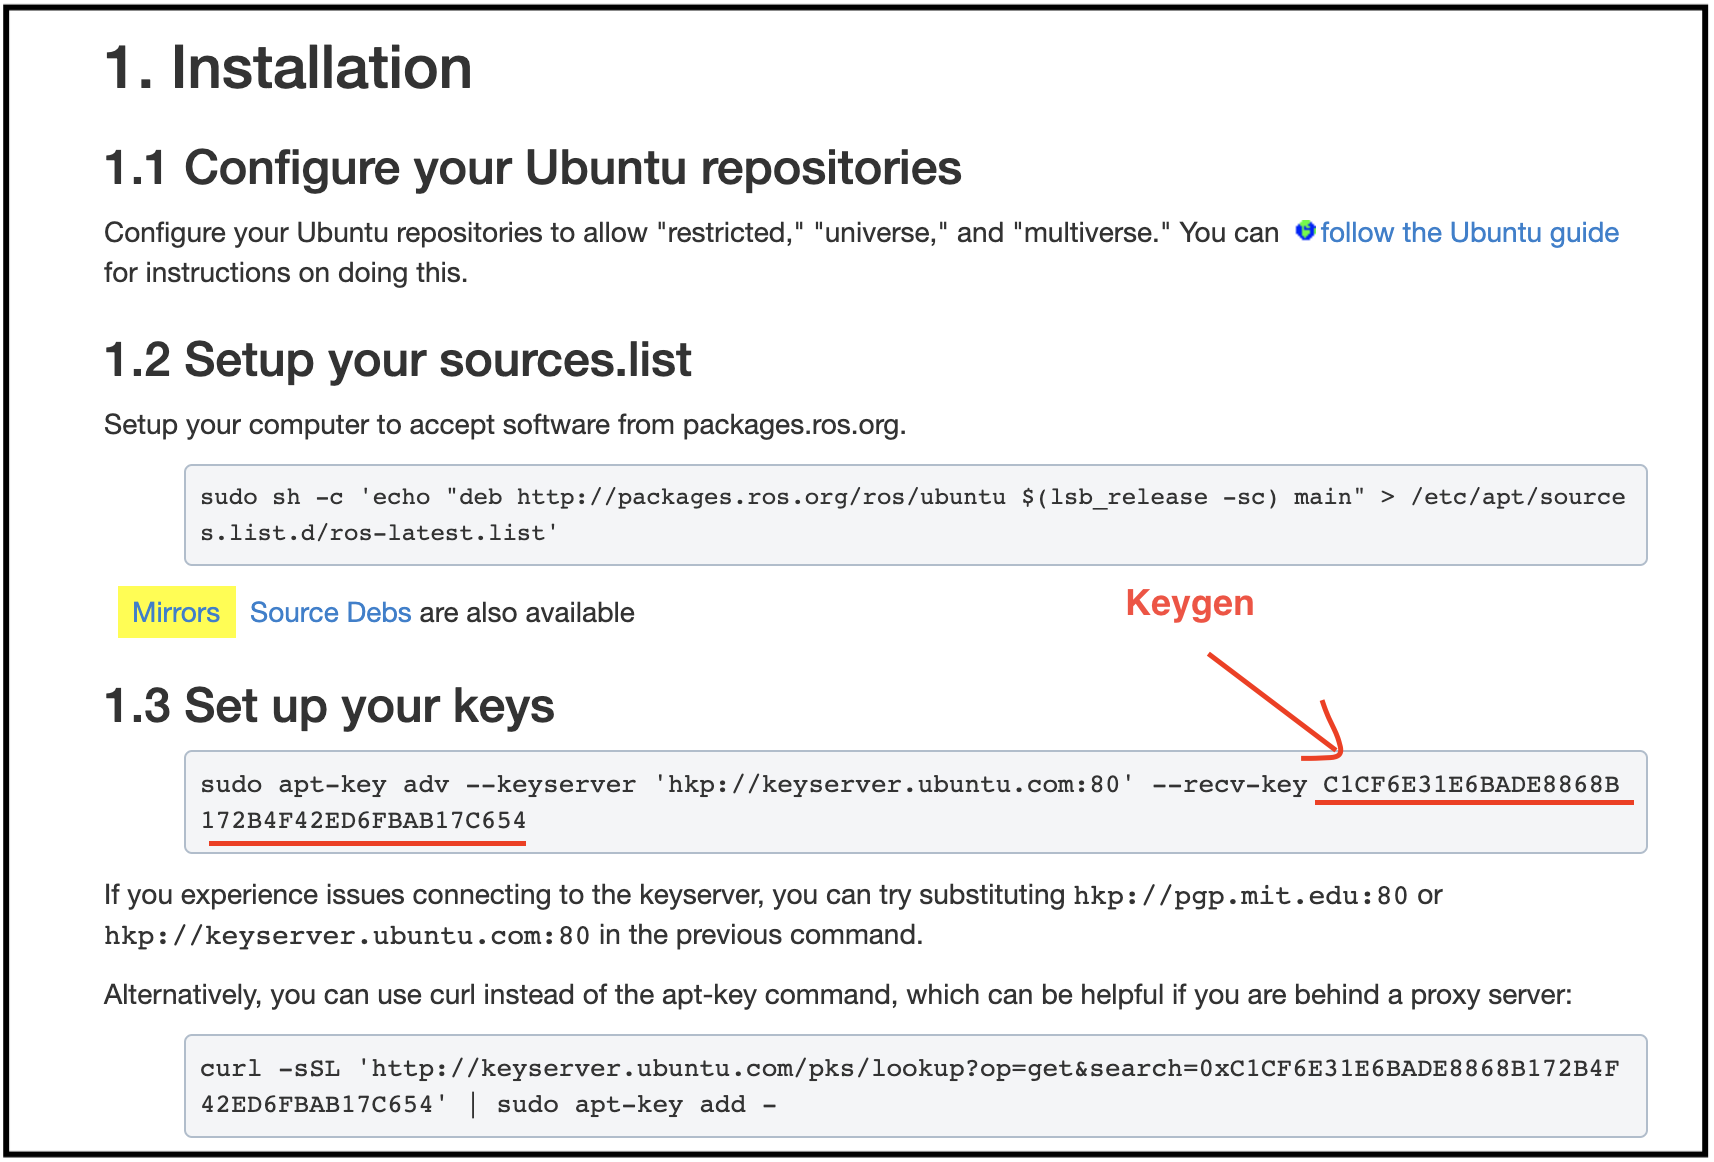 1. Installation
1.1 Configure your Ubuntu repositories
Configure your Ubuntu repositories to allow "restricted," "universe," and "multiverse." You can follow the Ubuntu guide
for instructions on doing this.
1.2 Setup your sources.list
Setup your computer to accept software from packages.ros.org.
sudo sh -c 'echo "deb http://packages.ros.org/ros/ubuntu $(lsb_release -sc) main" > /etc/apt/source
s.list.d/ros-latest.list'
Mirrors Source Debs are also available
Keygen
1.3 Set up your keys
sudo apt-key adv --keyserver 'hkp://keyserver.ubuntu.com:80' --recv-key C1CF6E31E6BADE8868B
172B4F42ED6FBAB17C654
If you experience issues connecting to the keyserver, you can try substituting hkp://pgp.mit.edu:80 or
hkp://keyserver.ubuntu.com:80 in the previous command.
Alternatively, you can use curl instead of the apt-key command, which can be helpful if you are behind a proxy server:
curl -sSL 'http://keyserver.ubuntu.com/pks/lookup?op=get&search=0xC1CF6E31E6BADE8868B172B4F
42ED6FBAB17C654' | sudo apt-key add -